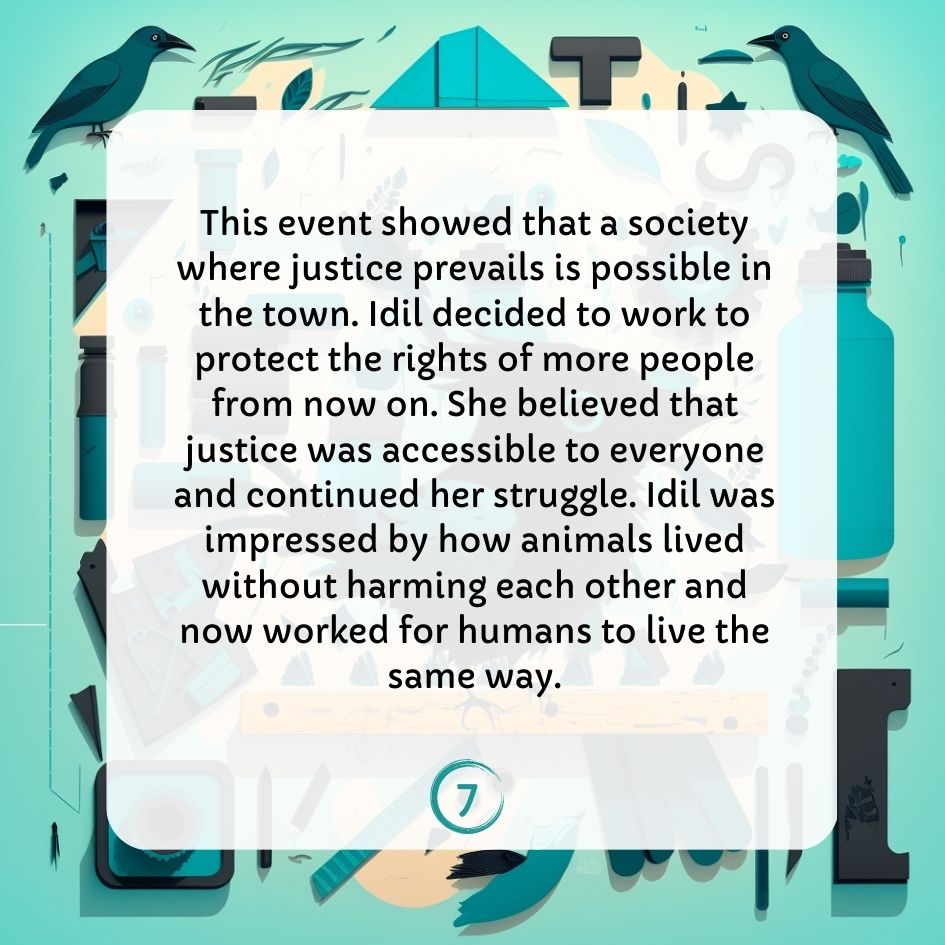 This event showed that a society
where justice prevails is possible in
the town. Idil decided to work to
protect the rights of more people
from now on. She believed that
justice was accessible to everyone
and continued her struggle. Idil was
impressed by how animals lived
without harming each other and
now worked for humans to live the
same way.
7